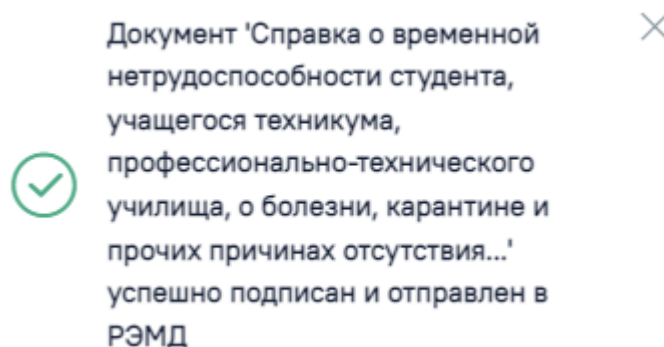 Документ 'Справка о временной
нетрудоспособности студента,
учащегося техникума,
профессионально-технического
училища, о болезни, карантине и
прочих причинах отсутствия...'
успешно подписан и отправлен в
РЭМД